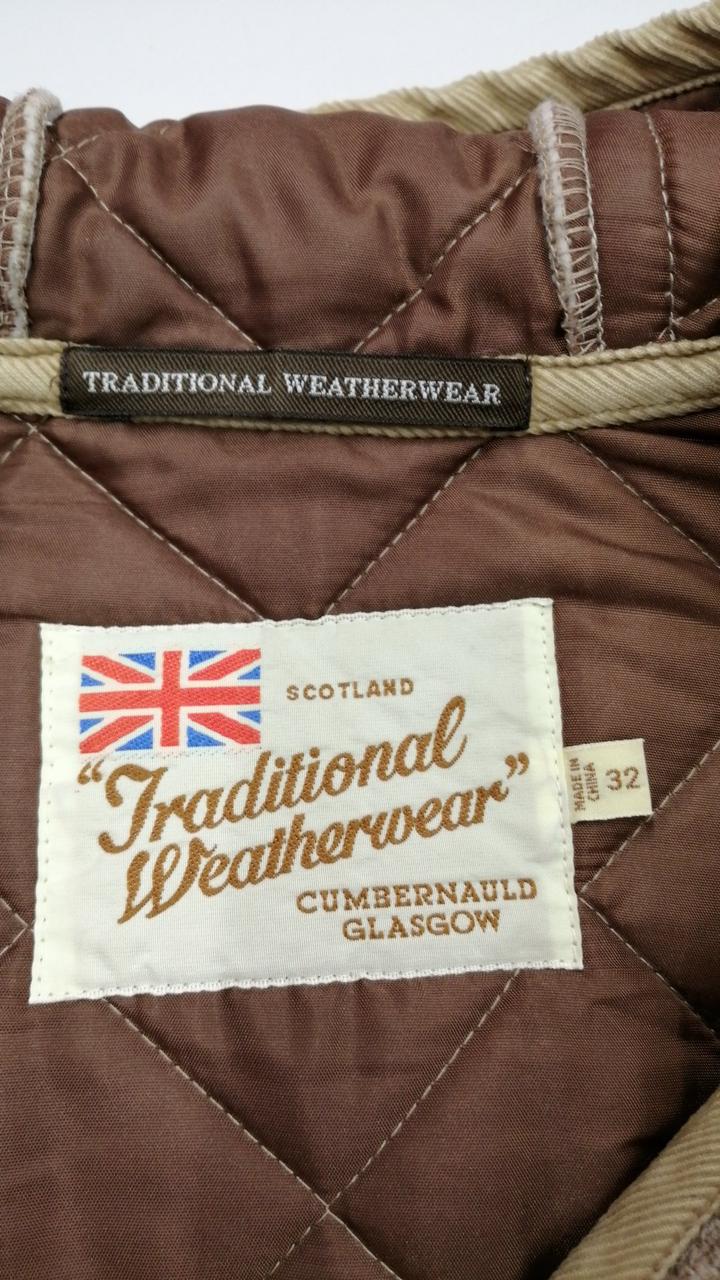 TRADITIONAL WEATHERWEAR
SCOTLAND
“Traditional
Weatherwear”
CUMBERNAULD
GLASGOW
MADE IN
CHINA
32